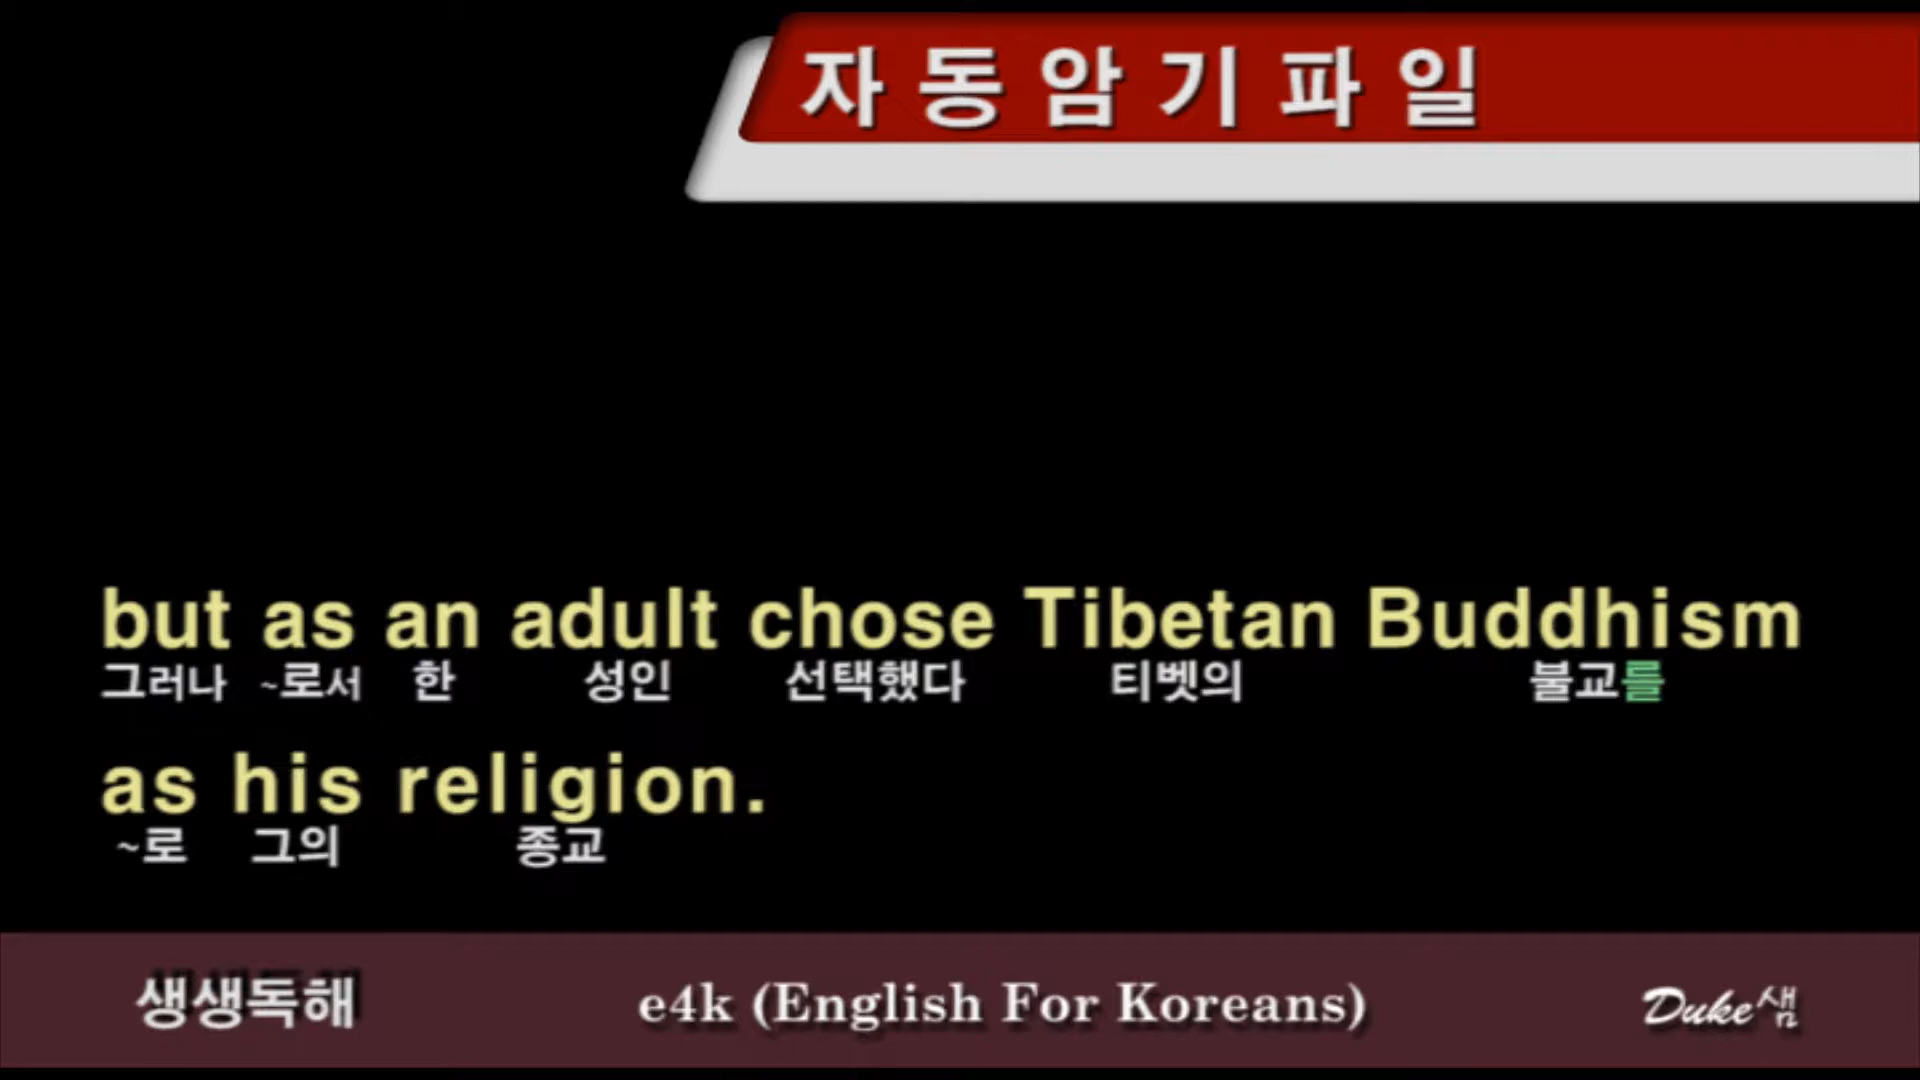 자동암기파일
but as an adult chose Tibetan Buddhism
그러나 ~로서 한 성인 선택했다 티벳의 불교를
as his religion.
~로 그의 종교
생생독해 e4k (English For Koreans) Duke샘